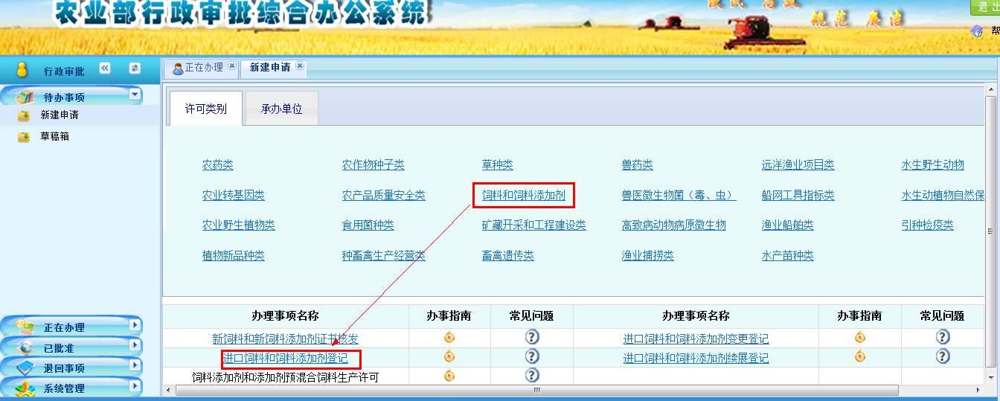 农业部行政审批综合办公系统
便民 高效
规范 廉洁
退出
帮
行政审批
正在办理
新建申请
待办事项
新建申请
草稿箱
许可类别
承办单位
农药类
农作物种子类
草种类
兽药类
远洋渔业项目类
水生野生动物
农业转基因类
农产品质量安全类
饲料和饲料添加剂
兽医微生物菌（毒、虫）
船网工具指标类
水生动植物自然保
农业野生植物类
食用菌种类
矿藏开采和工程建设类
高致病动物病原微生物
渔业船舶类
引种检疫类
植物新品种类
种畜禽生产经营类
畜禽遗传类
渔业捕捞类
水产苗种类
办理事项名称
办事指南
常见问题
办理事项名称
办事指南
常见问题
新饲料和新饲料添加剂证书核发
进口饲料和饲料添加剂变更登记
进口饲料和饲料添加剂登记
进口饲料和饲料添加剂续展登记
饲料添加剂和添加剂预混合饲料生产许可
正在办理
已批准
退回事项
系统管理